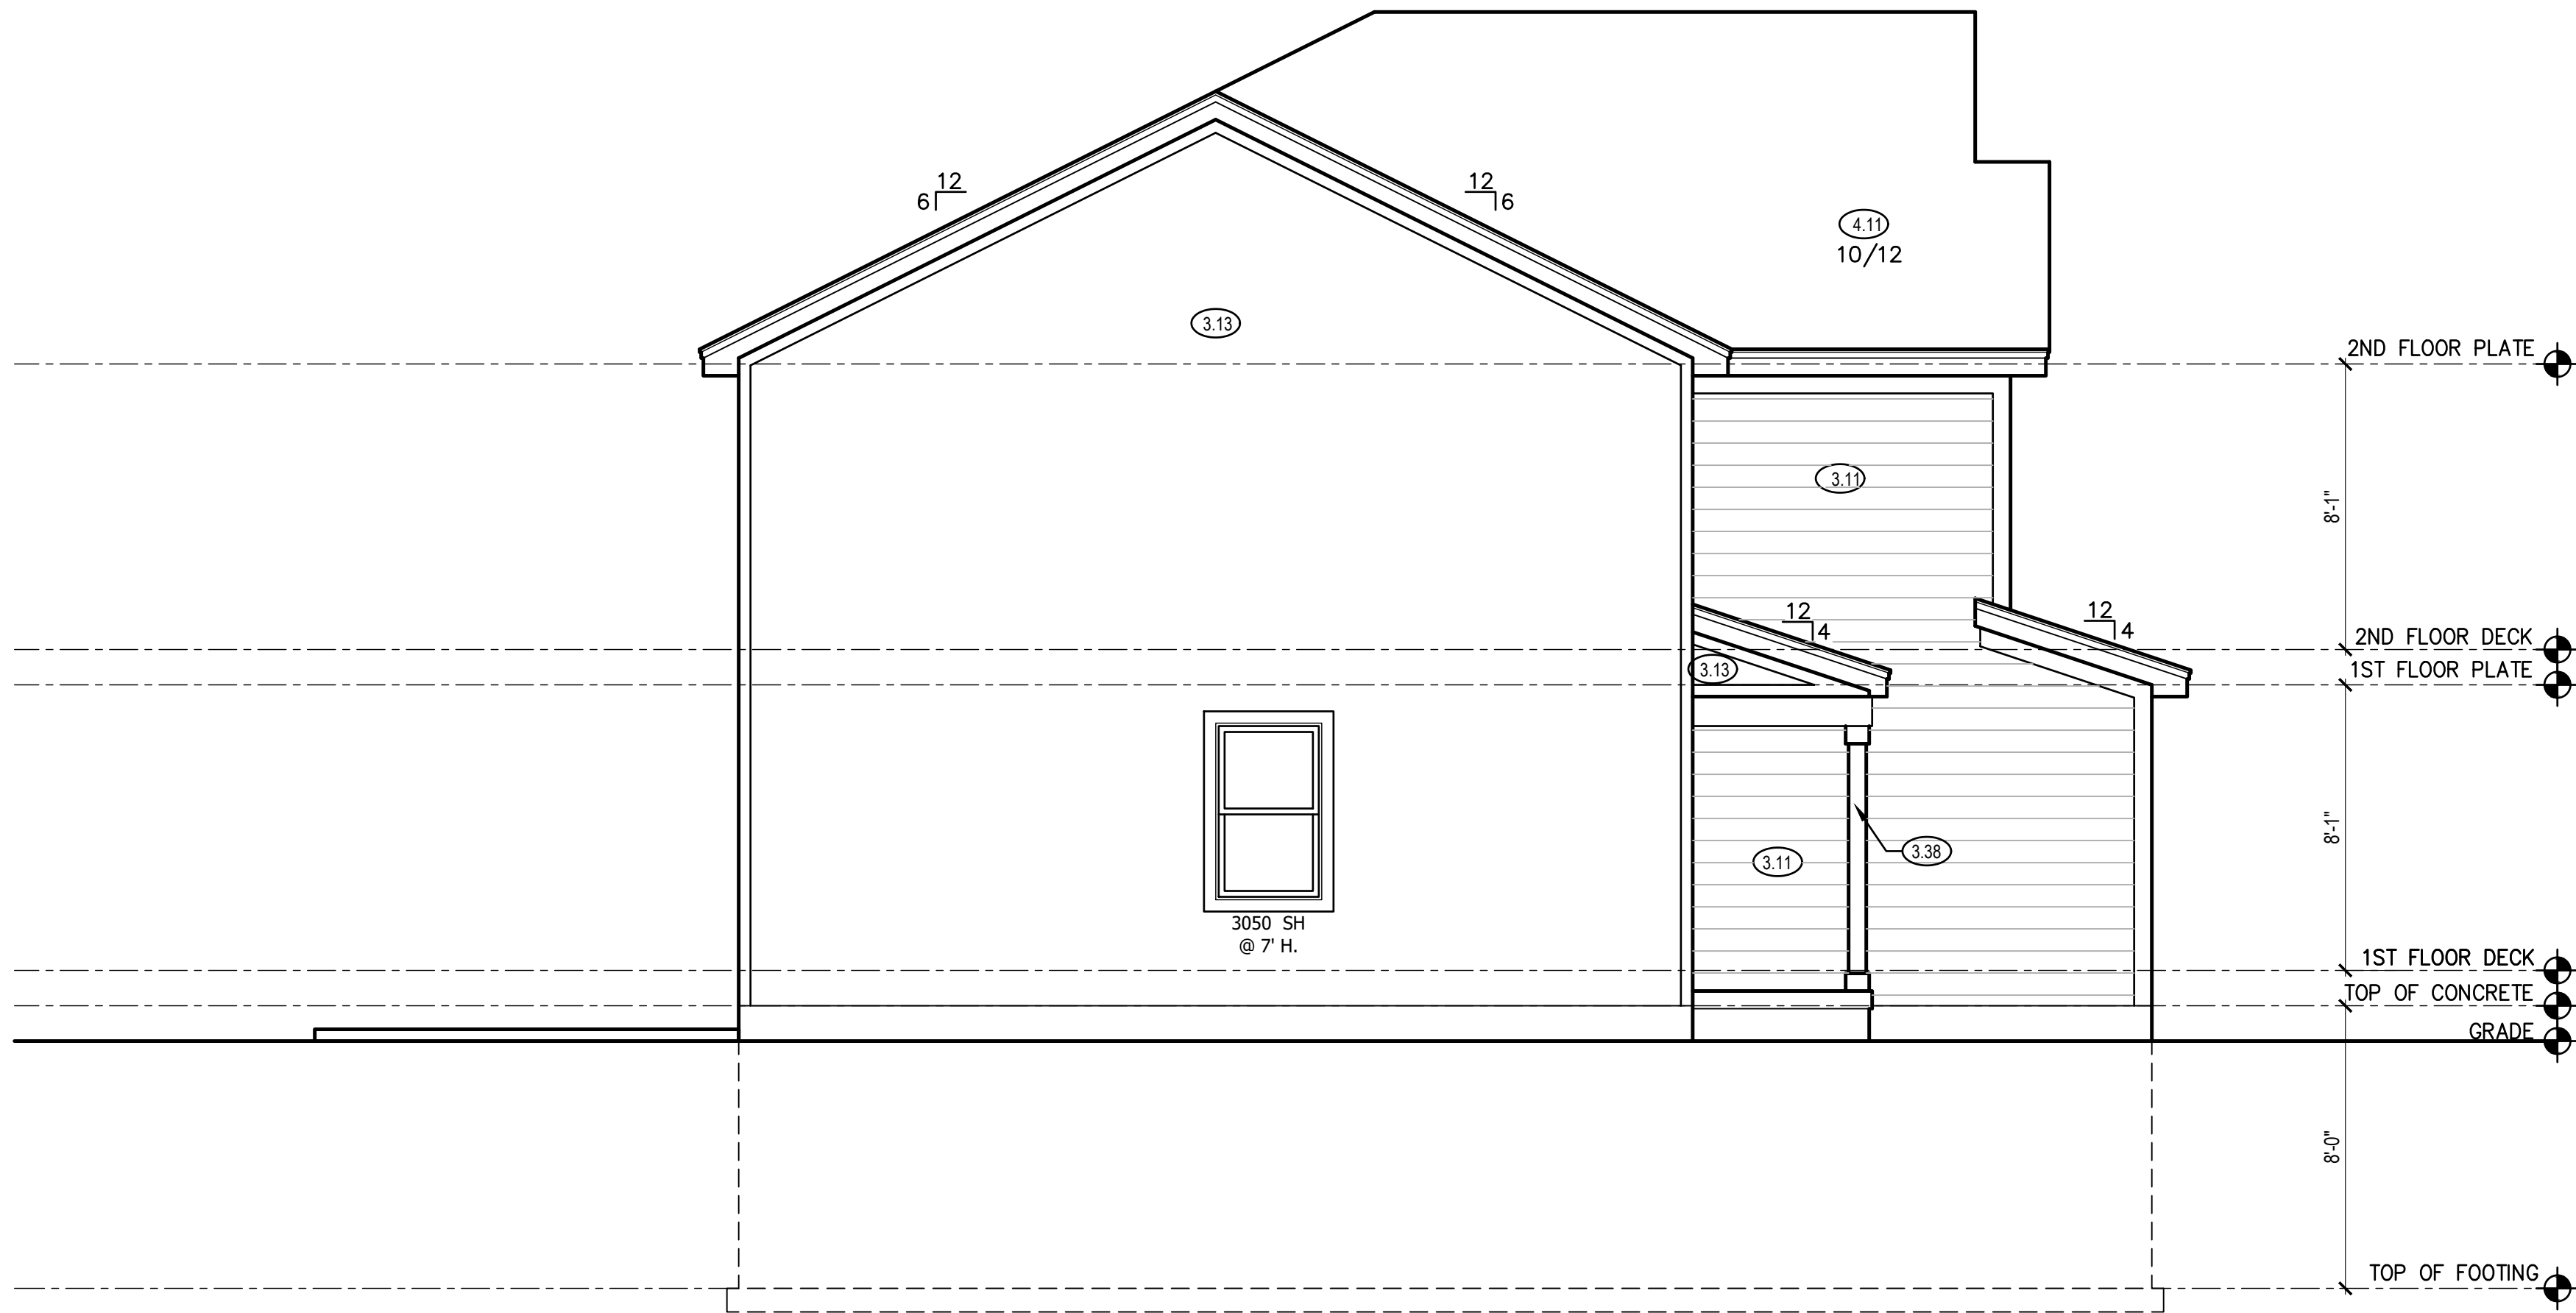 12
6
12
6
4.11
10/12
3.13
2ND FLOOR PLATE
3.11
8'-1"
12
4
12
4
2ND FLOOR DECK
3.13
1ST FLOOR PLATE
8'-1"
3.38
3.11
3050 SH
@ 7' H.
1ST FLOOR DECK
TOP OF CONCRETE
GRADE
8'-0"
TOP OF FOOTING